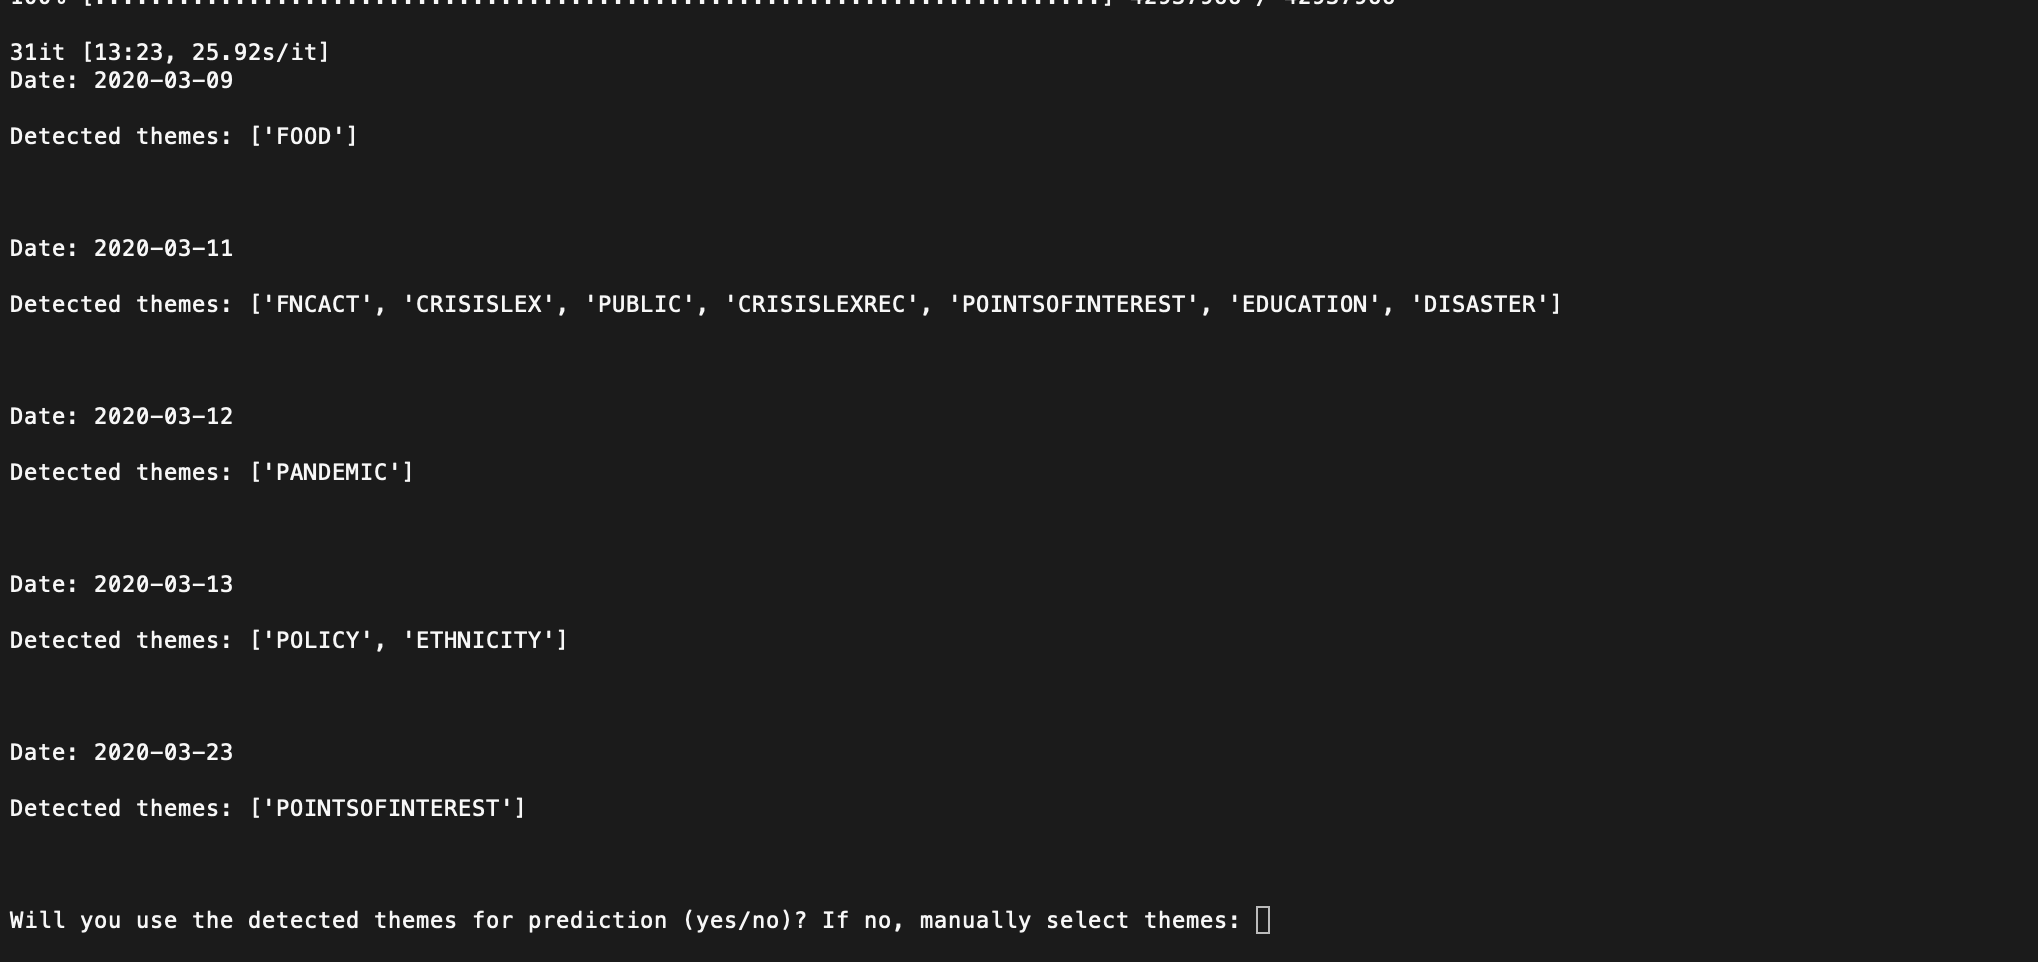 31it [13:23, 25.92s/it]
Date: 2020-03-09
Detected themes: ['FOOD']
Date: 2020-03-11
Detected themes: ['FNCACT', 'CRISISLEX', 'PUBLIC', 'CRISISLEXREC', 'POINTSOFINTEREST', 'EDUCATION', 'DISASTER']
Date: 2020-03-12
Detected themes: ['PANDEMIC']
Date: 2020-03-13
Detected themes: ['POLICY', 'ETHNICITY']
Date: 2020-03-23
Detected themes: ['POINTSOFINTEREST']
Will you use the detected themes for prediction (yes/no)? If no, manually select themes: